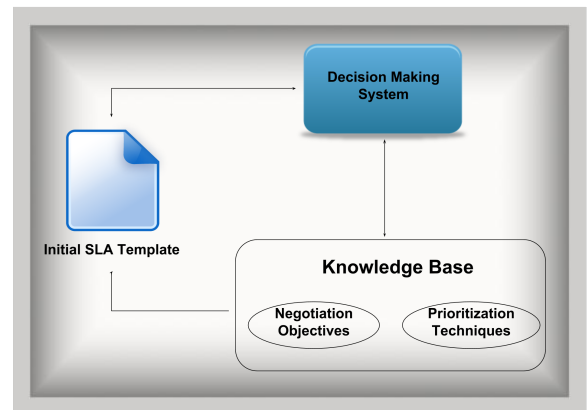 Decision Making
System
Initial SLA Template
Knowledge Base
Negotiation
Objectives
Prioritization
Techniques